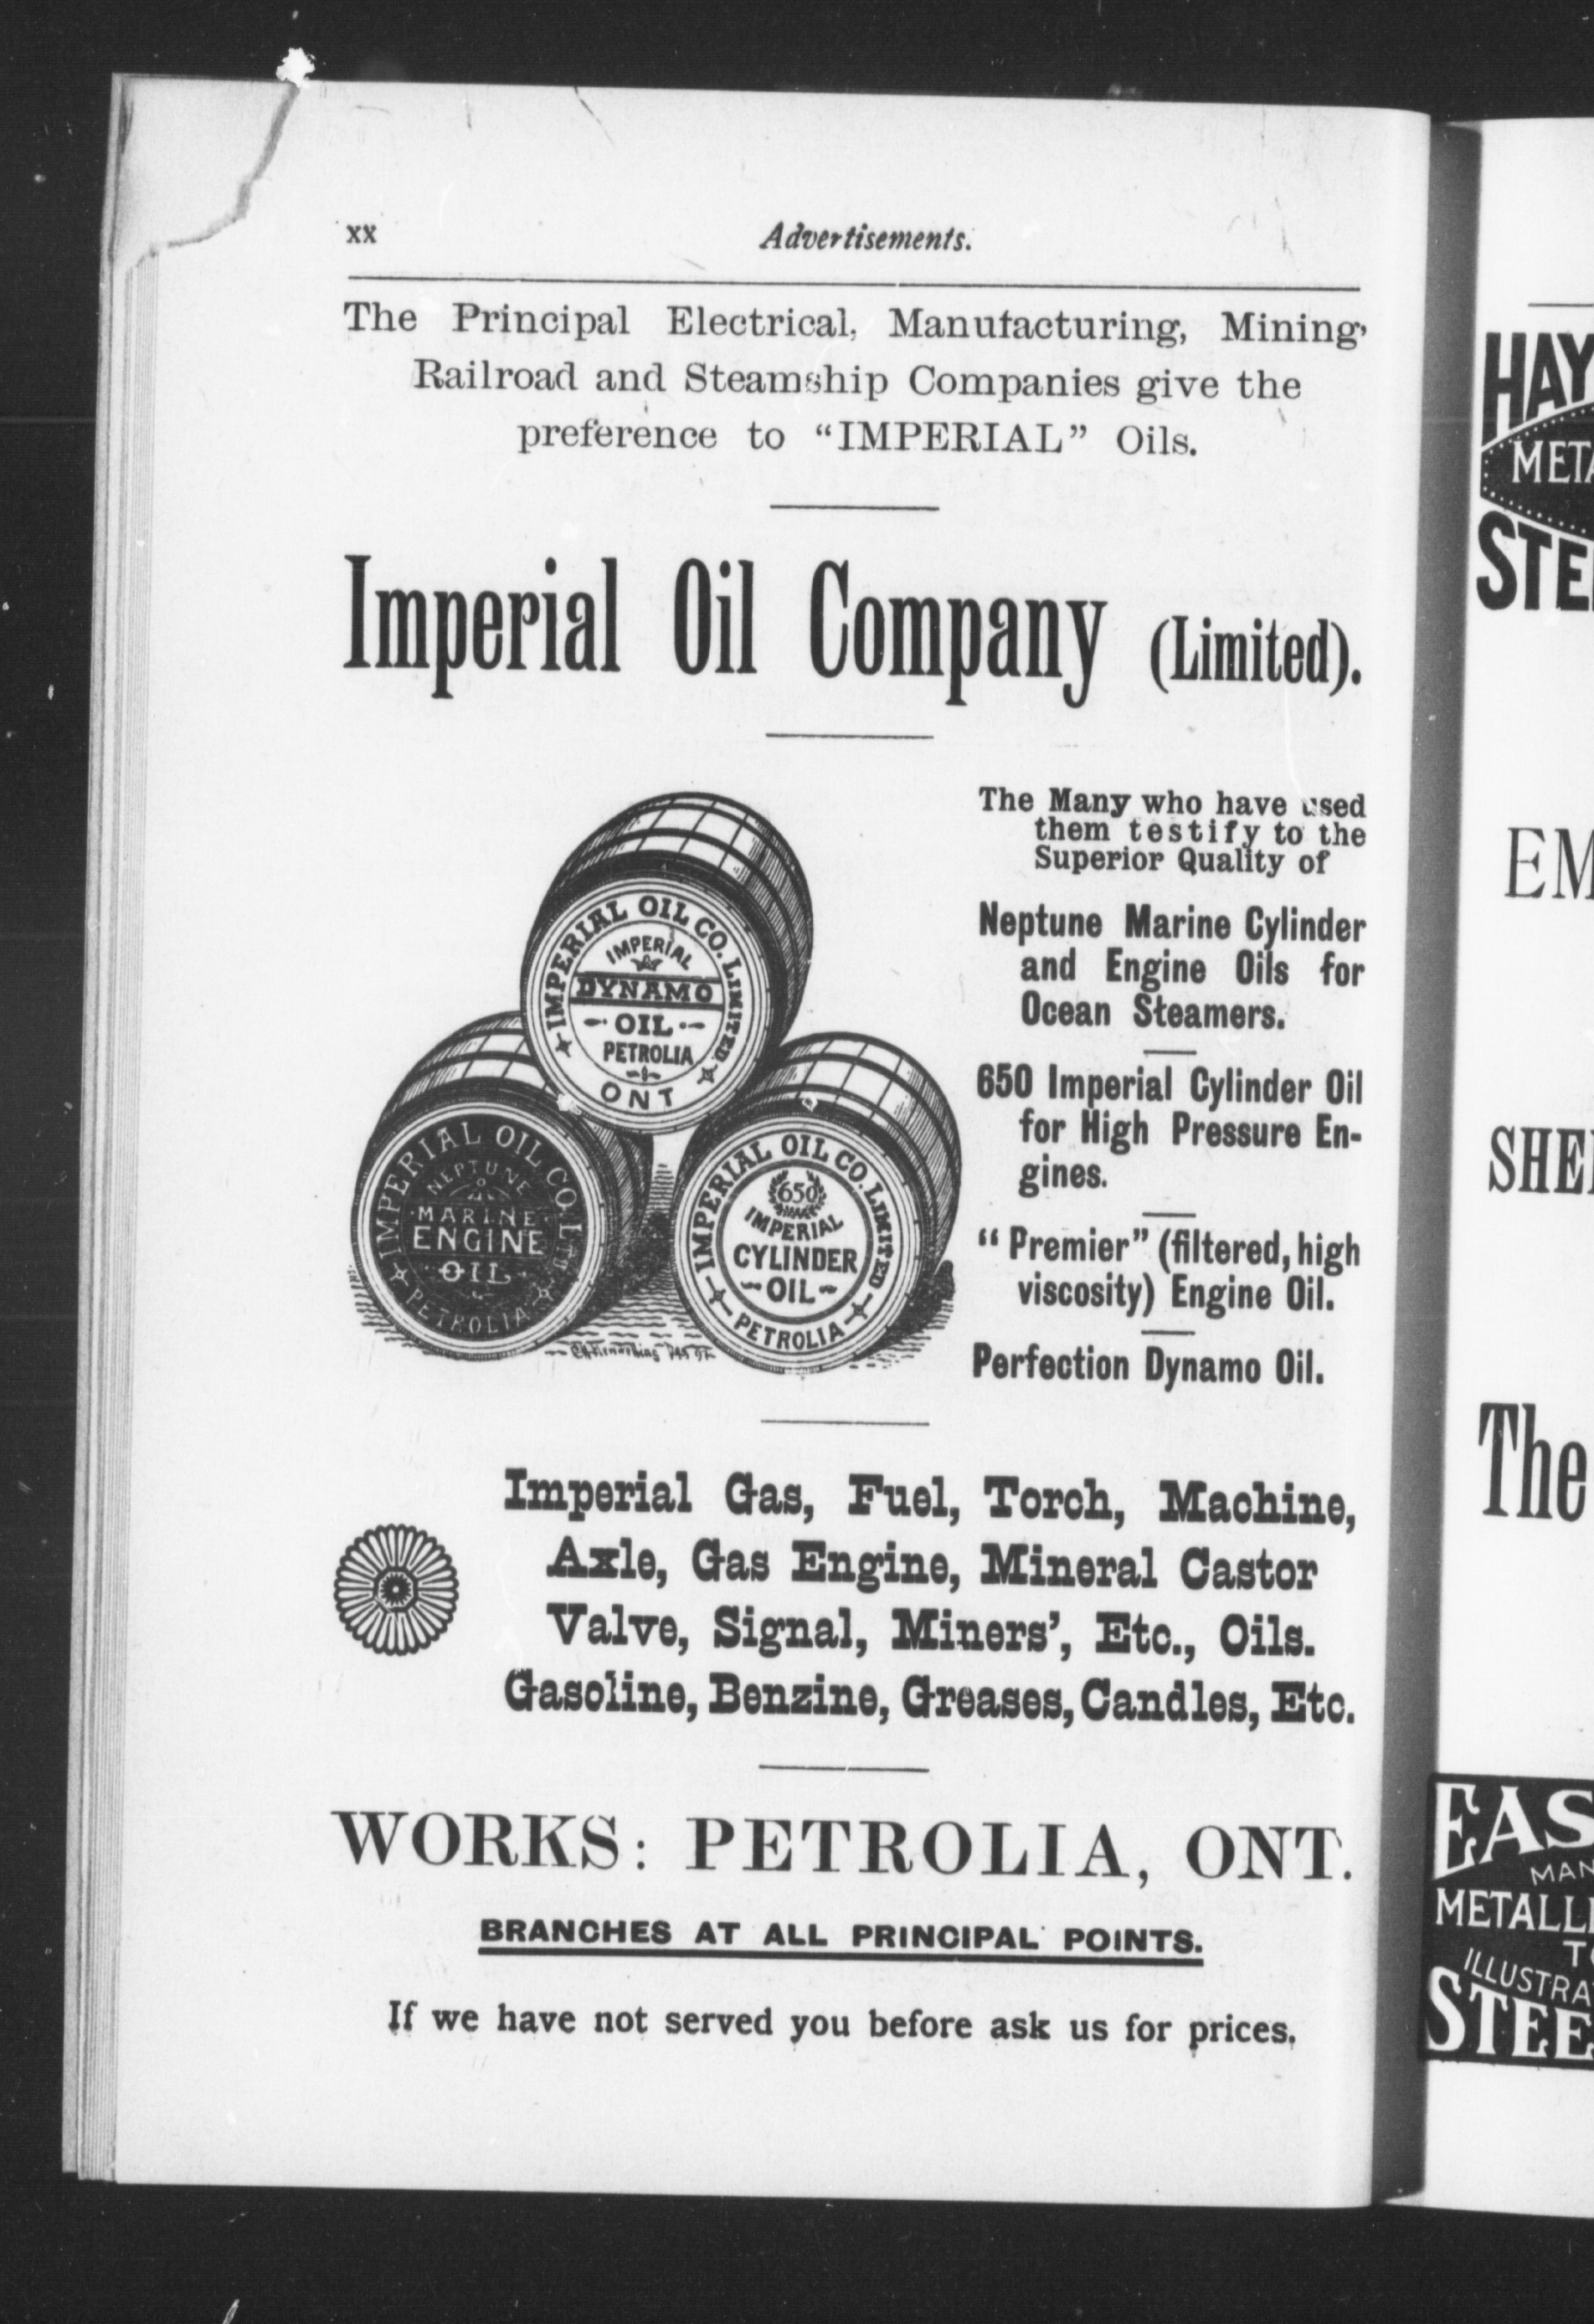 xx
Advertisements.
The Principal Electrical, Manufacturing, Mining,
Railroad and Steamship Companies give the
preference to “IMPERIAL” Oils.
Imperial Oil Company (Limited).
IMPERIAL OIL CO. LIMITED
IMPERIAL
DYNAMO
OIL
PETROLIA
ONT
IMPERIAL OIL CO. LTD
NEPTUNE
MARINE
ENGINE
OIL
PETROLIA
IMPERIAL OIL CO. LIMITED
650
IMPERIAL
CYLINDER
OIL
PETROLIA
The Many who have used
them testify to the
Superior Quality of
Neptune Marine Cylinder
and Engine Oils for
Ocean Steamers.
650 Imperial Cylinder Oil
for High Pressure En-
gines.
“Premier” (filtered, high
viscosity) Engine Oil.
Perfection Dynamo Oil.
Imperial Gas, Fuel, Torch, Machine,
Axle, Gas Engine, Mineral Castor
Valve, Signal, Miners’, Etc., Oils.
Gasoline, Benzine, Greases, Candles, Etc.
WORKS: PETROLIA, ONT.
BRANCHES AT ALL PRINCIPAL POINTS.
If we have not served you before ask us for prices.
HAY
META
STE
EM
SHE
The
EAS
MAN
METALLI
TO
ILLUSTRA
STEE